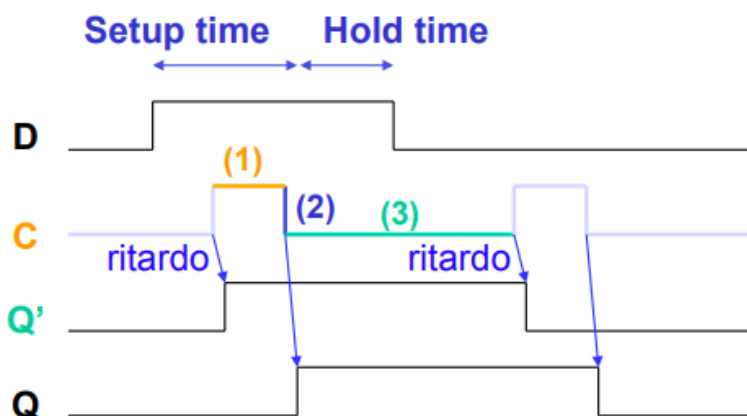 Setup time Hold time
D
(1)
C (2) (3)
ritardo ritardo
Q’
Q